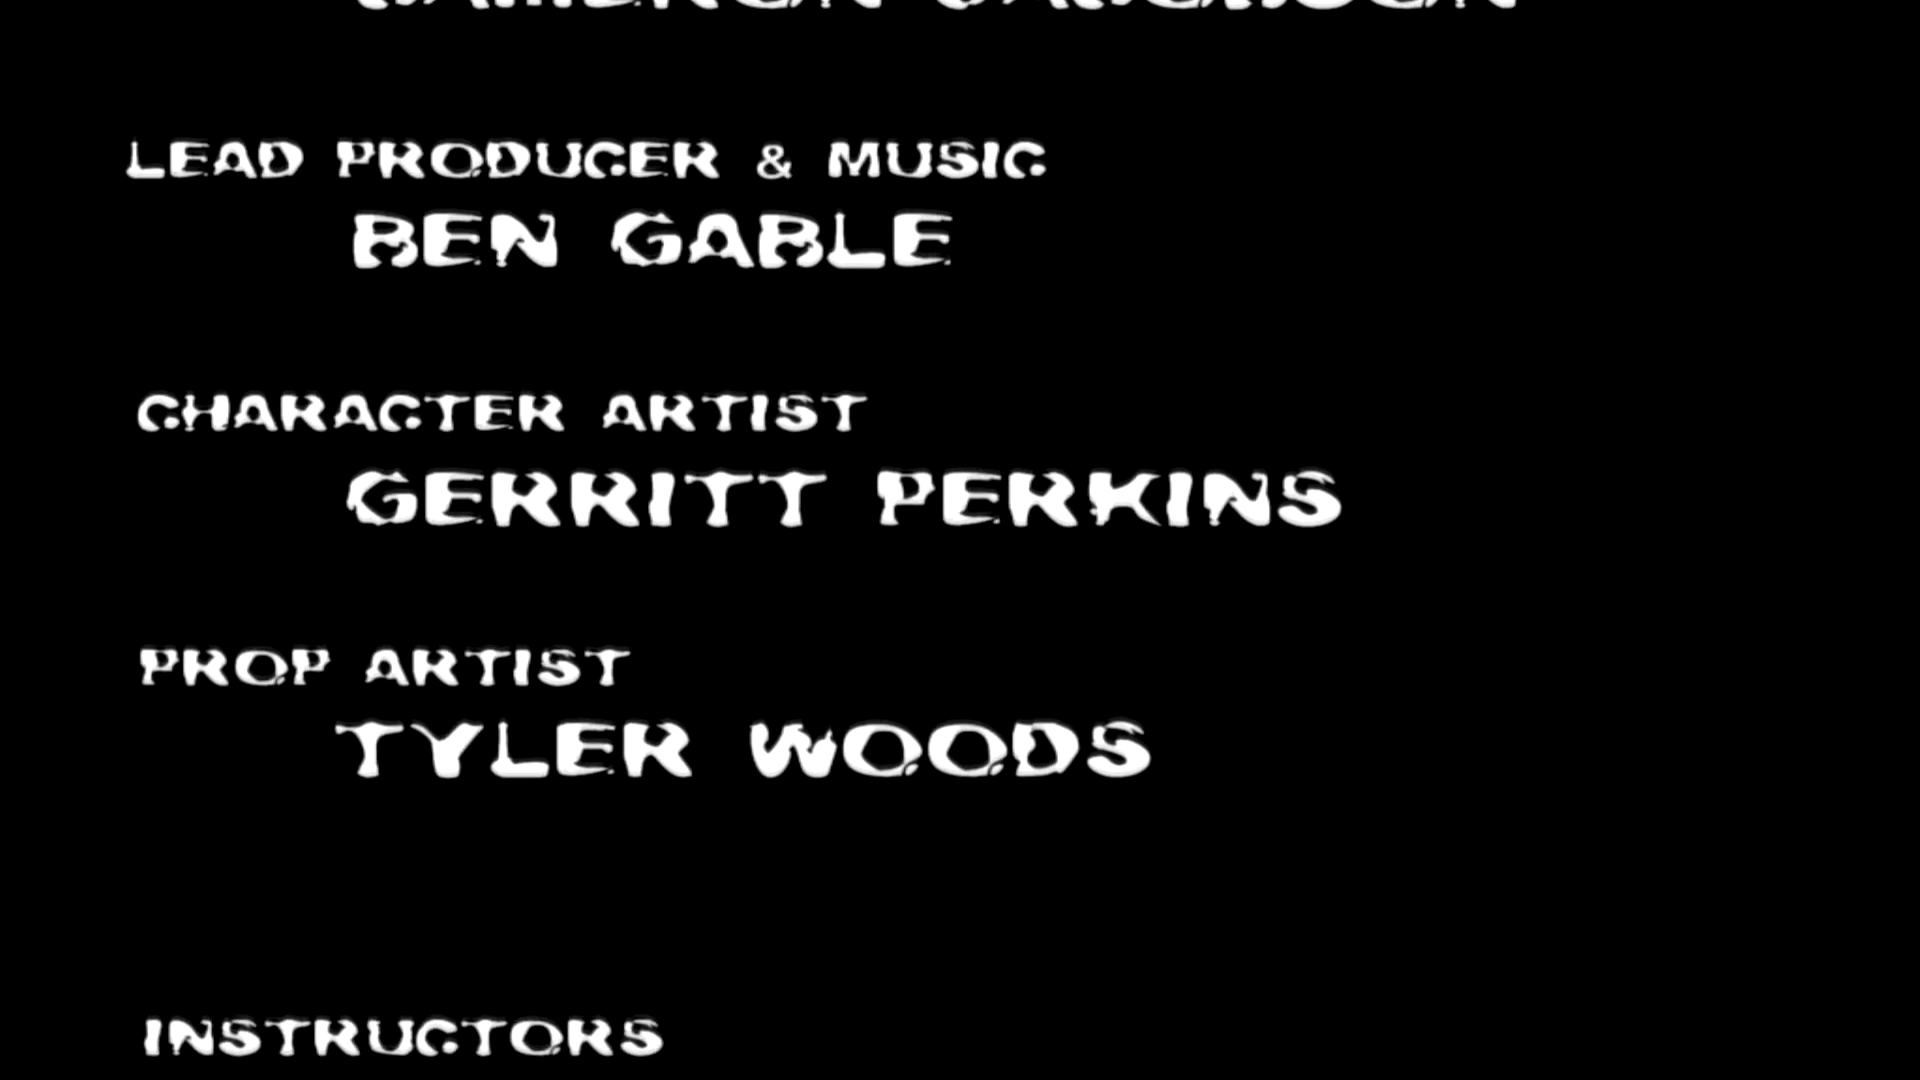 LEAD PRODUCER & MUSIC
BEN GABLE
CHARACTER ARTIST
GERRITT PERKINS
PROP ARTIST
TYLER WOODS
INSTRUCTORS